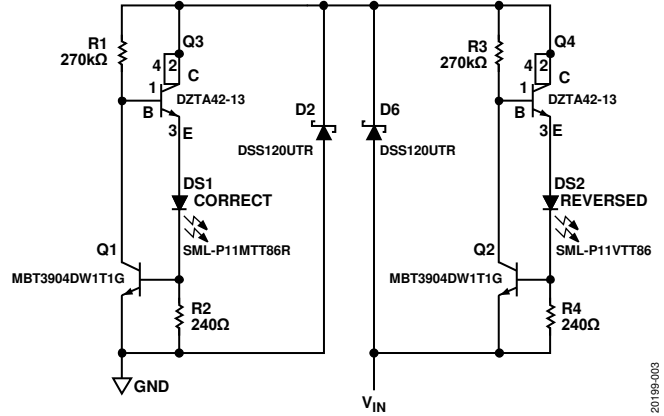 R1
270kΩ
Q3
4 2
C
1
DZTA42-13
B
3 E
D2
DSS120UTR
D6
DSS120UTR
R3
270kΩ
Q4
4 2
C
1
DZTA42-13
B
3 E
DS1
CORRECT
SML-P11MTT86R
DS2
REVERSED
SML-P11VTT86
Q1
MBT3904DW1T1G
R2
240Ω
Q2
MBT3904DW1T1G
R4
240Ω
GND
VIN
20199-003